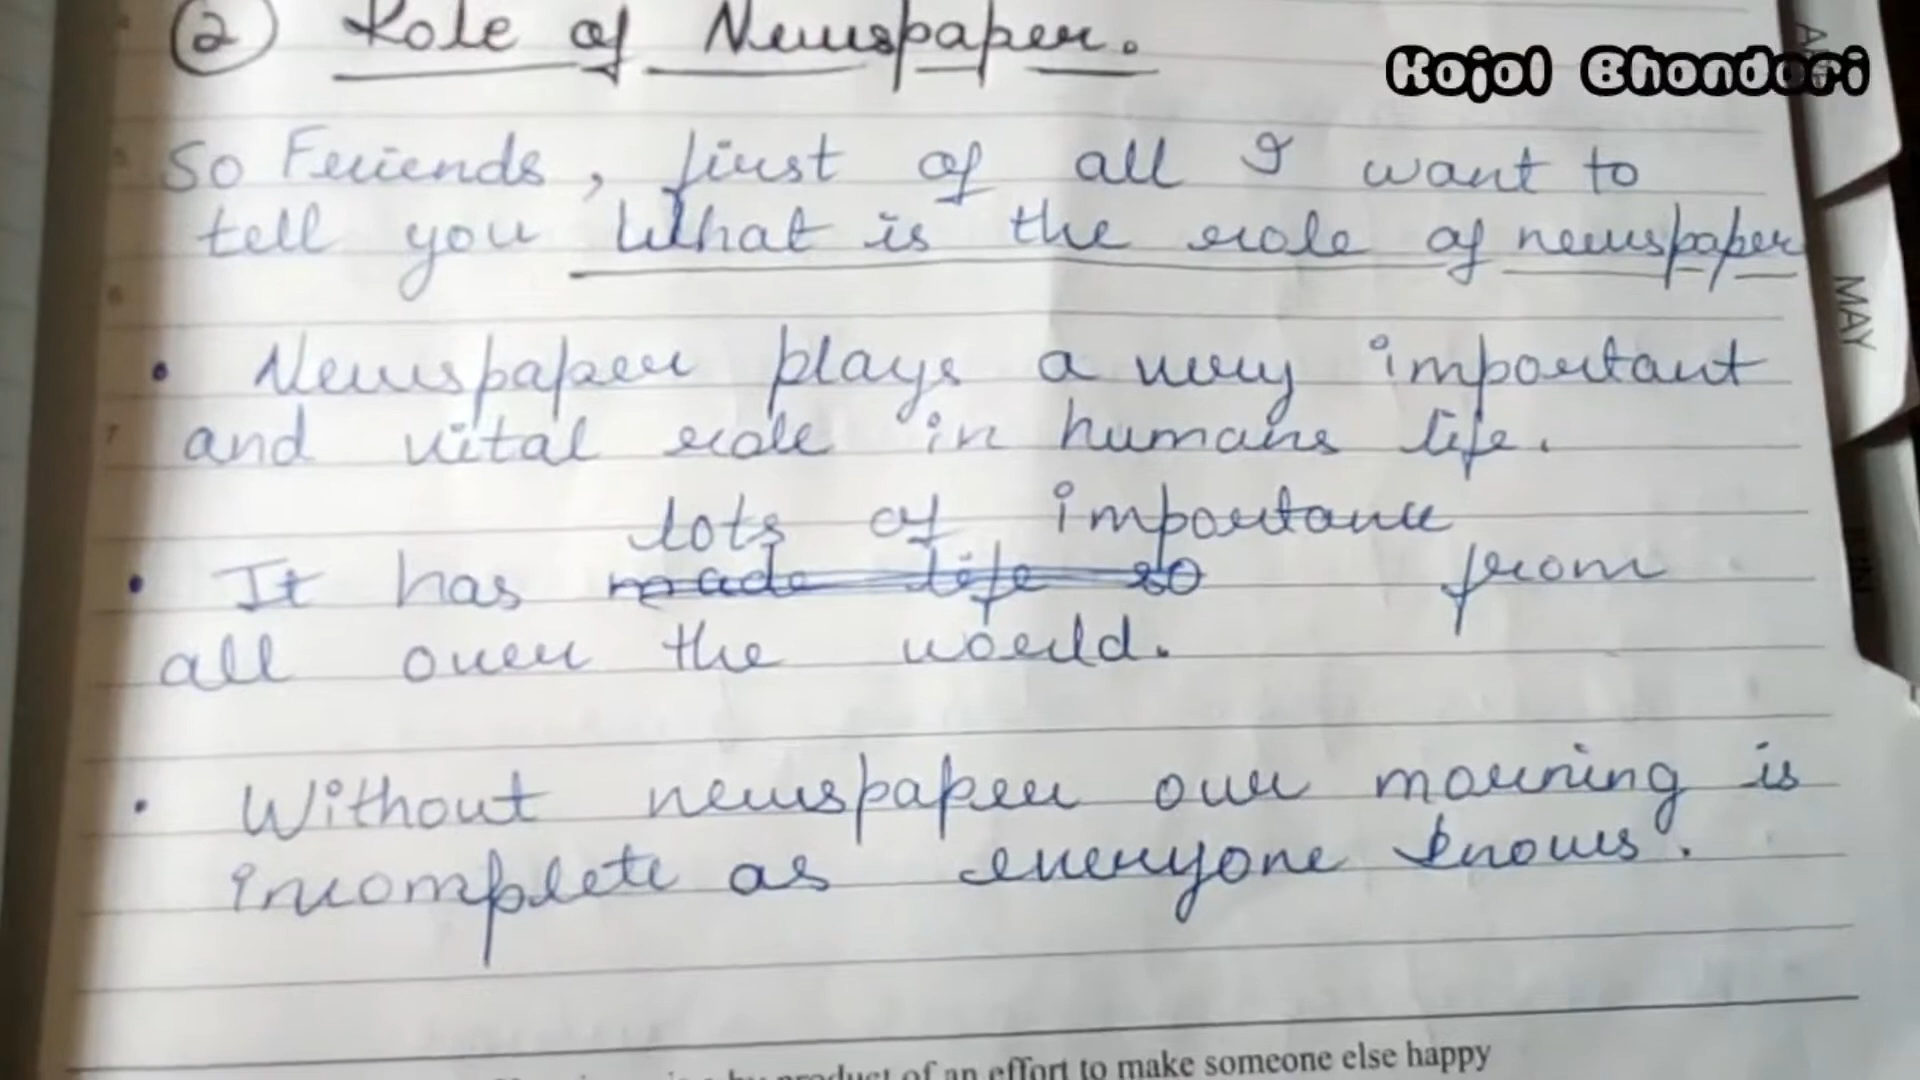 ② Role of Newspaper.
Kajal Bhandari
So Friends, first of all I want to
tell you What is the role of newspaper
• Newspaper plays a very important
and vital role in humans life.
lots of importance
• It has made life so from
all over the world.
• Without newspaper our morning is
incomplete as everyone knows.
product of an effort to make someone else happy
MAY